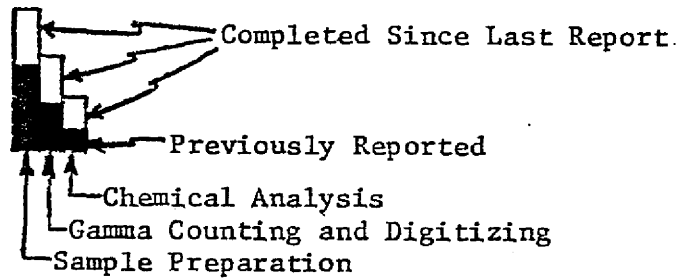 Completed Since Last Report
Previously Reported
Chemical Analysis
Gamma Counting and Digitizing
Sample Preparation